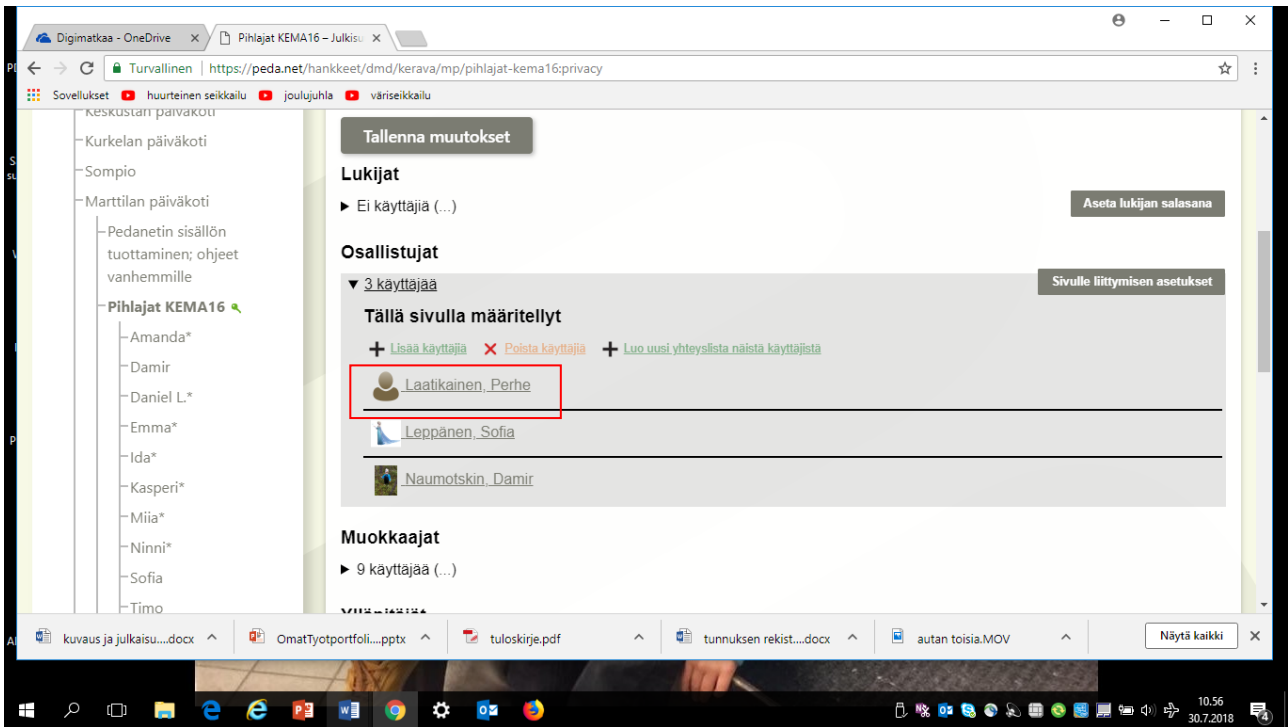 Digimatkaa - OneDrive
Pihlajat KEMA16 – Julkisu
Turvallinen | https://peda.net/hankkeet/dmd/kerava/mp/pihlajat-kema16:privacy
Sovellukset
huurteinen seikkailu
joulujuhla
väriseikkailu
Keskustan päiväkoti
Kurkelan päiväkoti
Sompio
Marttilan päiväkoti
Pedanetin sisällön
tuottaminen; ohjeet
vanhemmille
Pihlajat KEMA16
Amanda*
Damir
Daniel L.*
Emma*
Ida*
Kasperi*
Miia*
Ninni*
Sofia
Timo
Tallenna muutokset
Lukijat
Ei käyttäjiä (...)
Aseta lukijan salasana
Osallistujat
3 käyttäjää
Sivulle liittymisen asetukset
Tällä sivulla määritellyt
Lisää käyttäjiä
Poista käyttäjiä
Luo uusi yhteyslista näistä käyttäjistä
Laatikainen, Perhe
Leppänen, Sofia
Naumotskin, Damir
Muokkaajat
9 käyttäjää (...)
Ylläpitäjät
kuvaus ja julkaisu....docx
OmatTyotportfoli....pptx
tuloskirje.pdf
tunnuksen rekist....docx
autan toisia.MOV
Näytä kaikki
10.56
30.7.2018